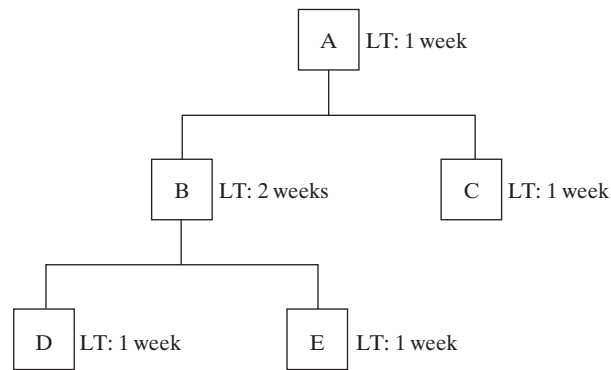 A LT: 1 week
B LT: 2 weeks
C LT: 1 week
D LT: 1 week
E LT: 1 week